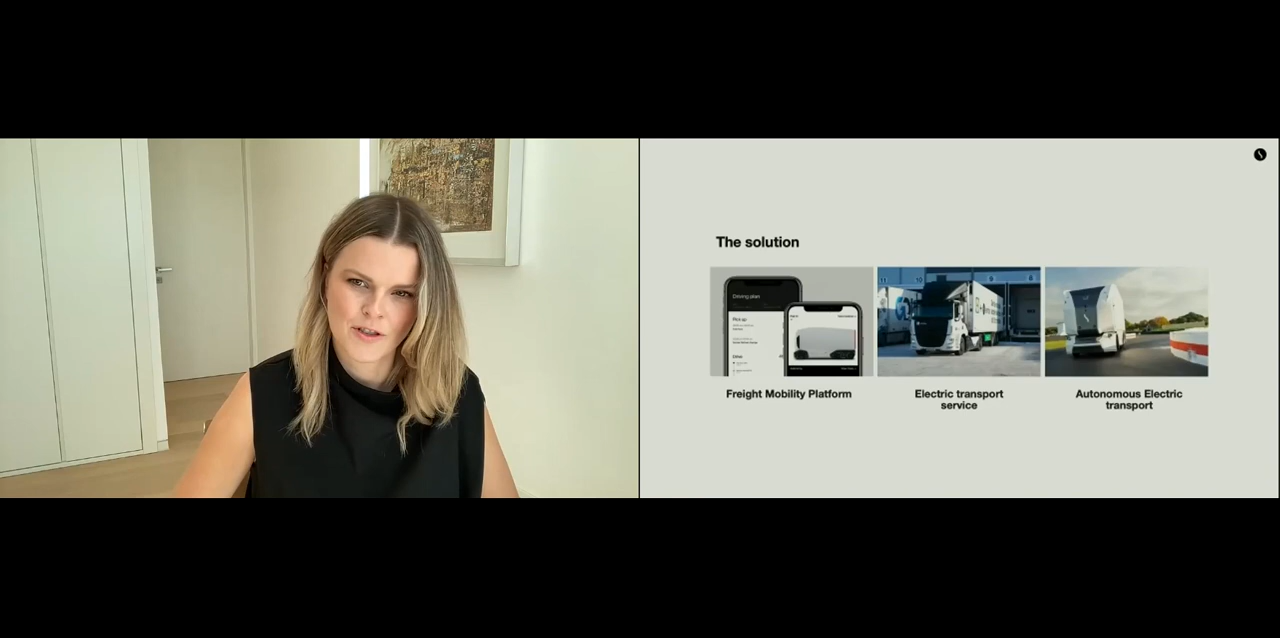 The solution
Driving plan
Pick up
Freight Mobility Platform
Electric transport
service
Autonomous Electric
transport